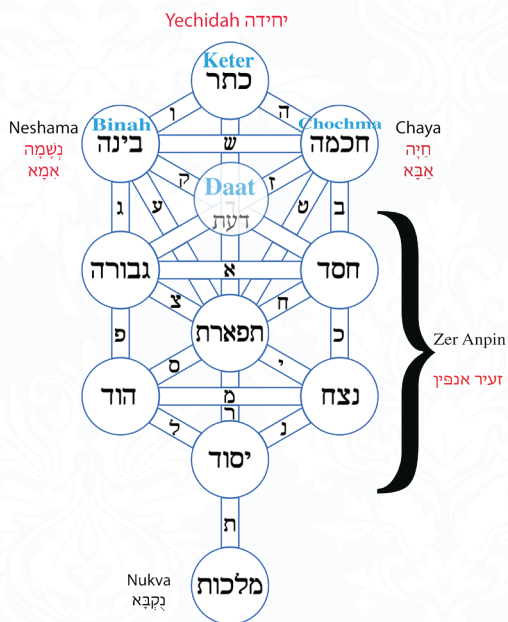 Yechidah יחידה
Keter
כתר
ו
ה
Neshama
נְשָׁמָה
אִמָא
Binah
בינה
ש
Chochma
חכמה
Chaya
חַיָּה
אַבָּא
ק
ז
Daat
ד
דעת
ג
ע
ט
ב
גבורה
א
חסד
צ
ח
תפארת
פ
כ
Zer Anpin
זעיר אנפין
ס
י
הוד
מ
נצח
ר
ל
נ
יסוד
ת
Nukva
נֻקְבָּא
מלכות